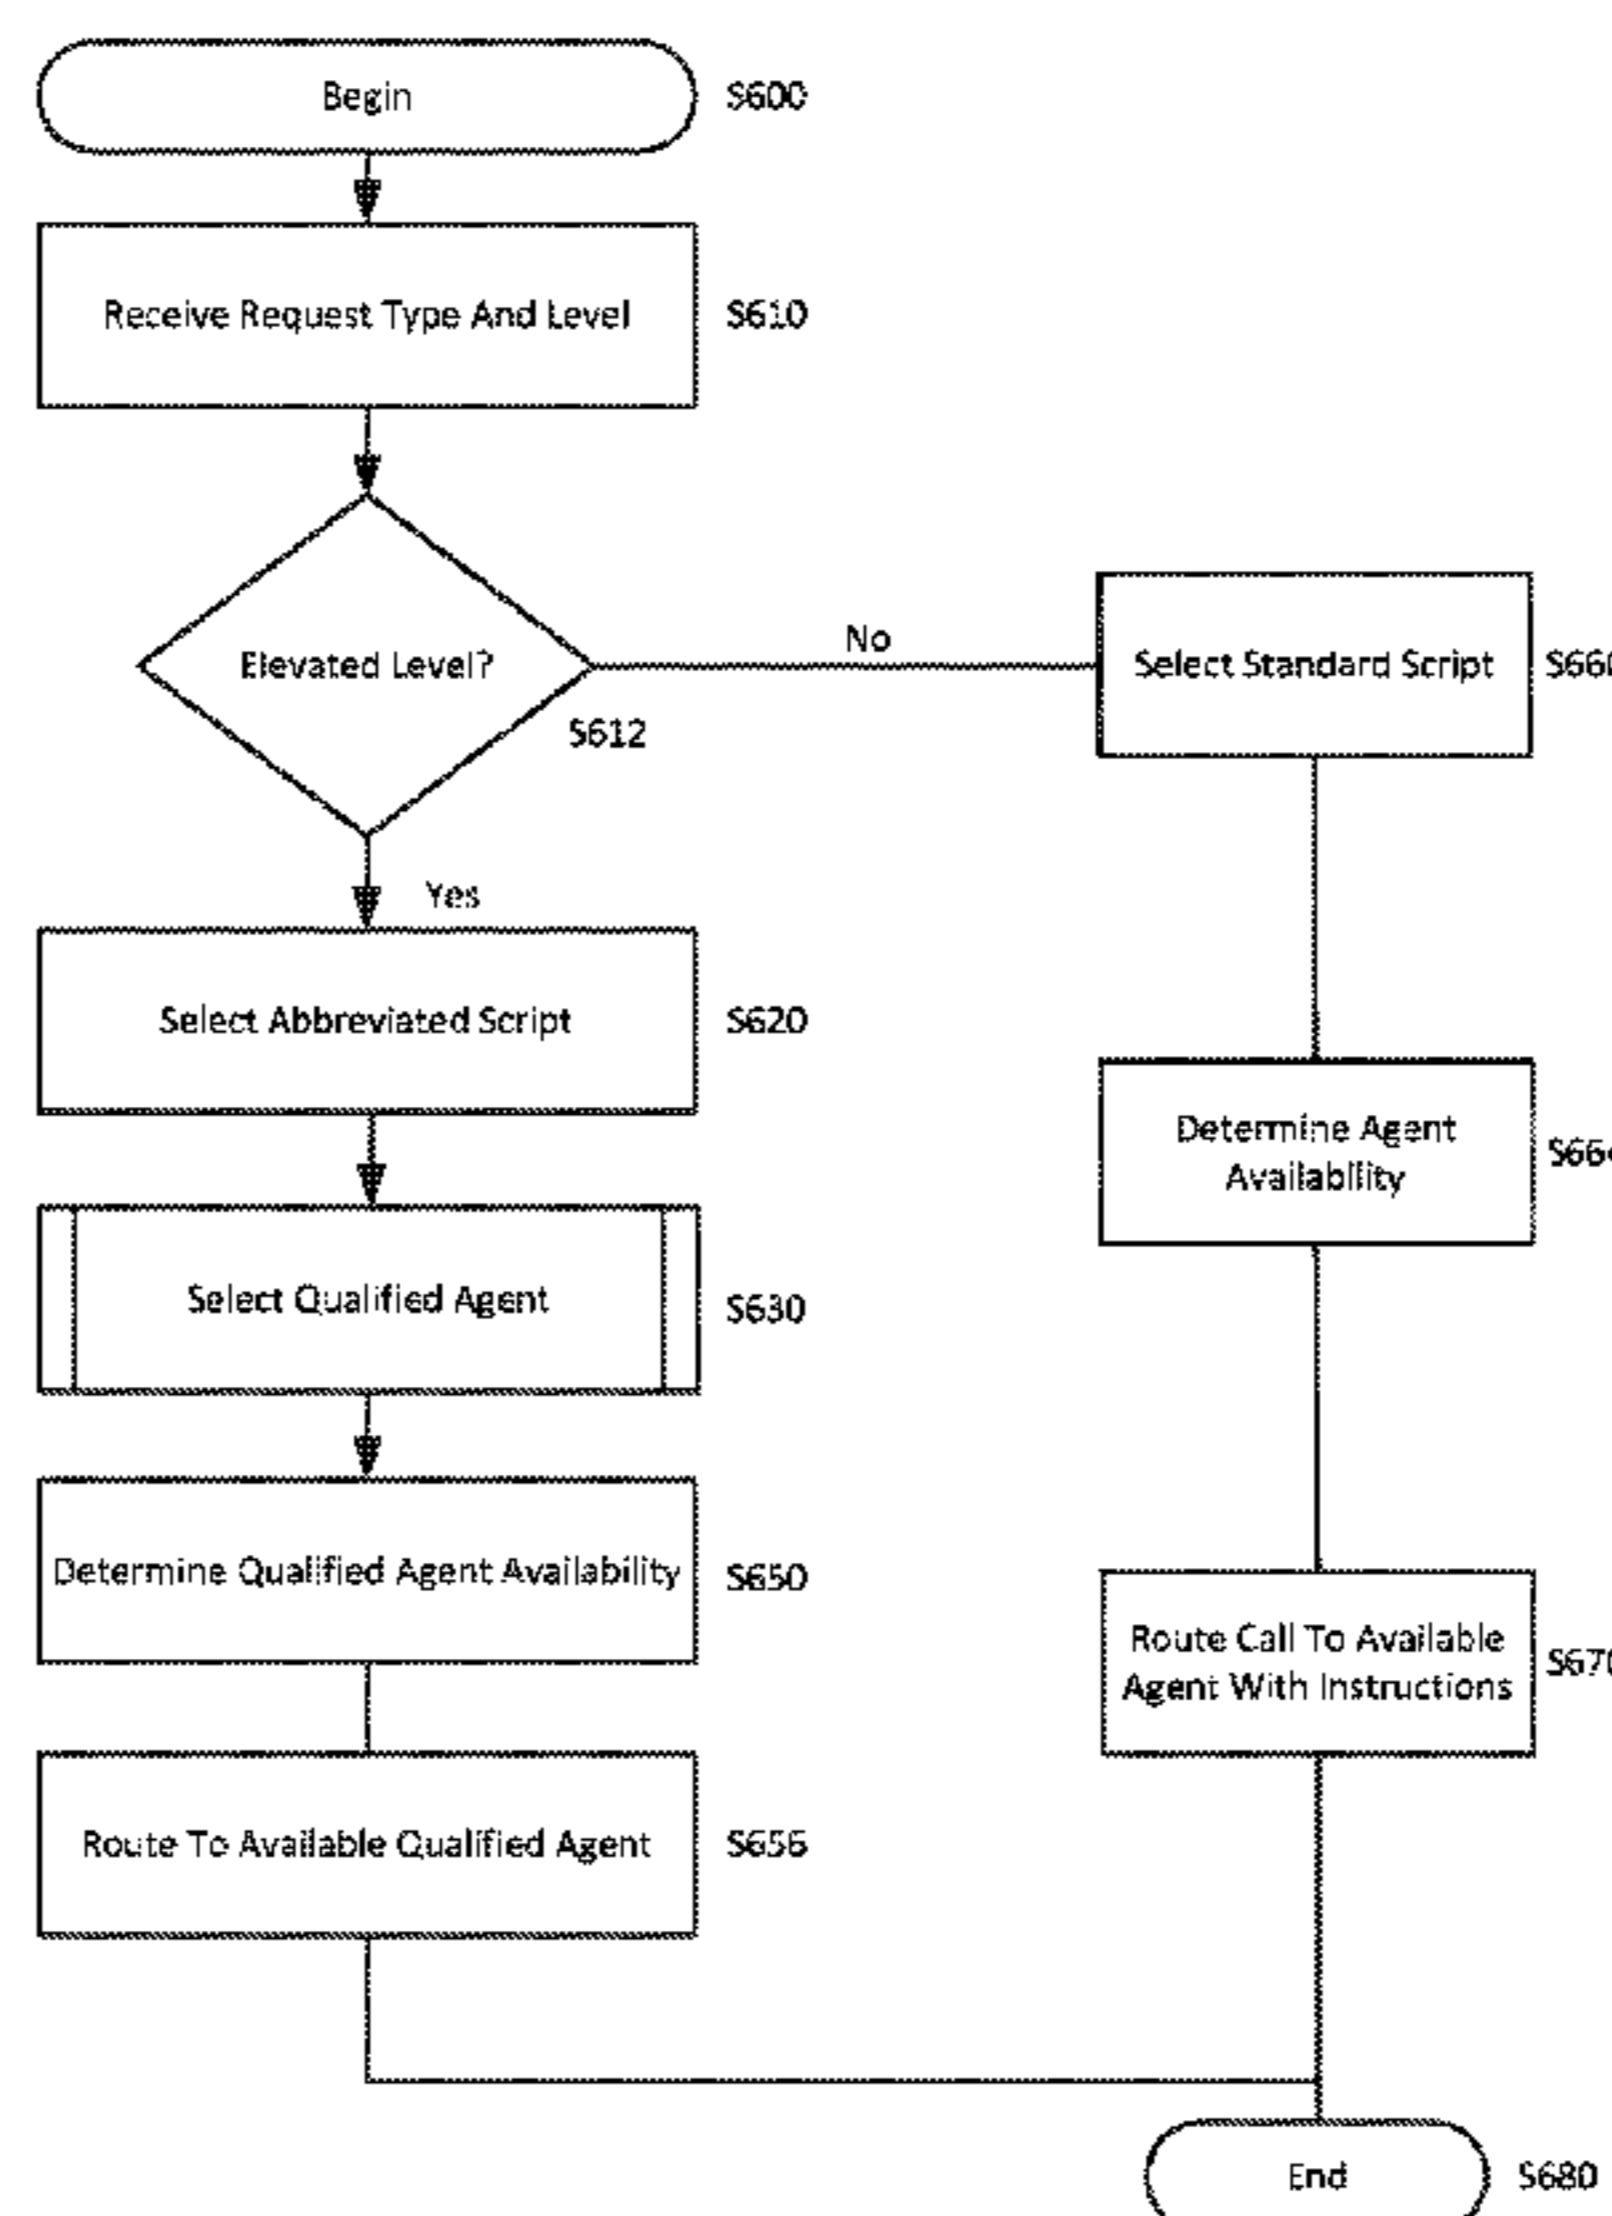 Begin
S600
Receive Request Type And Level
S610
Elevated Level?
S612
No
Select Standard Script
Yes
Select Abbreviated Script
S620
Determine Agent
Availability
Select Qualified Agent
S630
Determine Qualified Agent Availability
S650
Route Call To Available
Agent With Instructions
Route To Available Qualified Agent
S656
End
S680